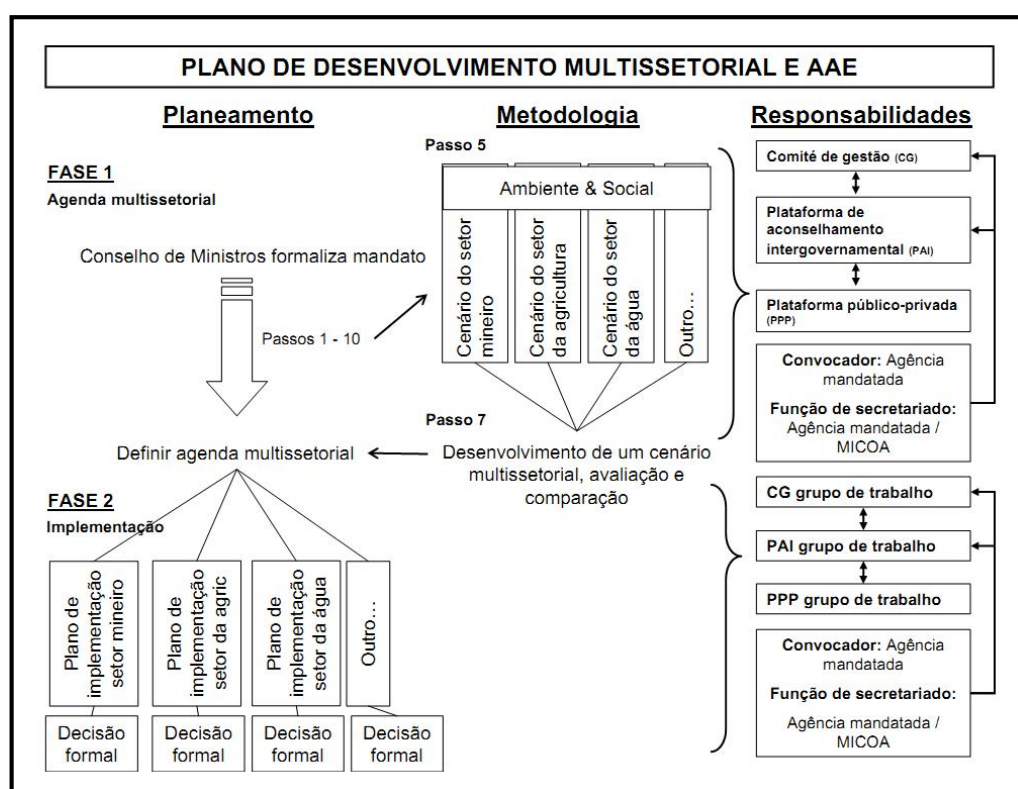 PLANO DE DESENVOLVIMENTO MULTISSETORIAL E AAE
Planeamento
Metodologia
Responsabilidades
FASE 1
Agenda multissetorial
Conselho de Ministros formaliza mandato
Passos 1 - 10
Definir agenda multissetorial
FASE 2
Implementação
Plano de
implementação
setor mineiro
Plano de
implementação
setor da agric
Plano de
implementação
setor da água
Outro...
Decisão
formal
Decisão
formal
Decisão
formal
Decisão
formal
Passo 5
Ambiente & Social
Cenário do setor
mineiro
Cenário do setor
da agricultura
Cenário do setor
da água
Outro...
Passo 7
Desenvolvimento de um cenário
multissetorial, avaliação e
comparação
Comité de gestão (CG)
Plataforma de
aconselhamento
intergovernamental (PAI)
Plataforma público-privada
(PPP)
Convocador: Agência
mandatada
Função de secretariado:
Agência mandatada /
MICOA
CG grupo de trabalho
PAI grupo de trabalho
PPP grupo de trabalho
Convocador: Agência
mandatada
Função de secretariado:
Agência mandatada /
MICOA